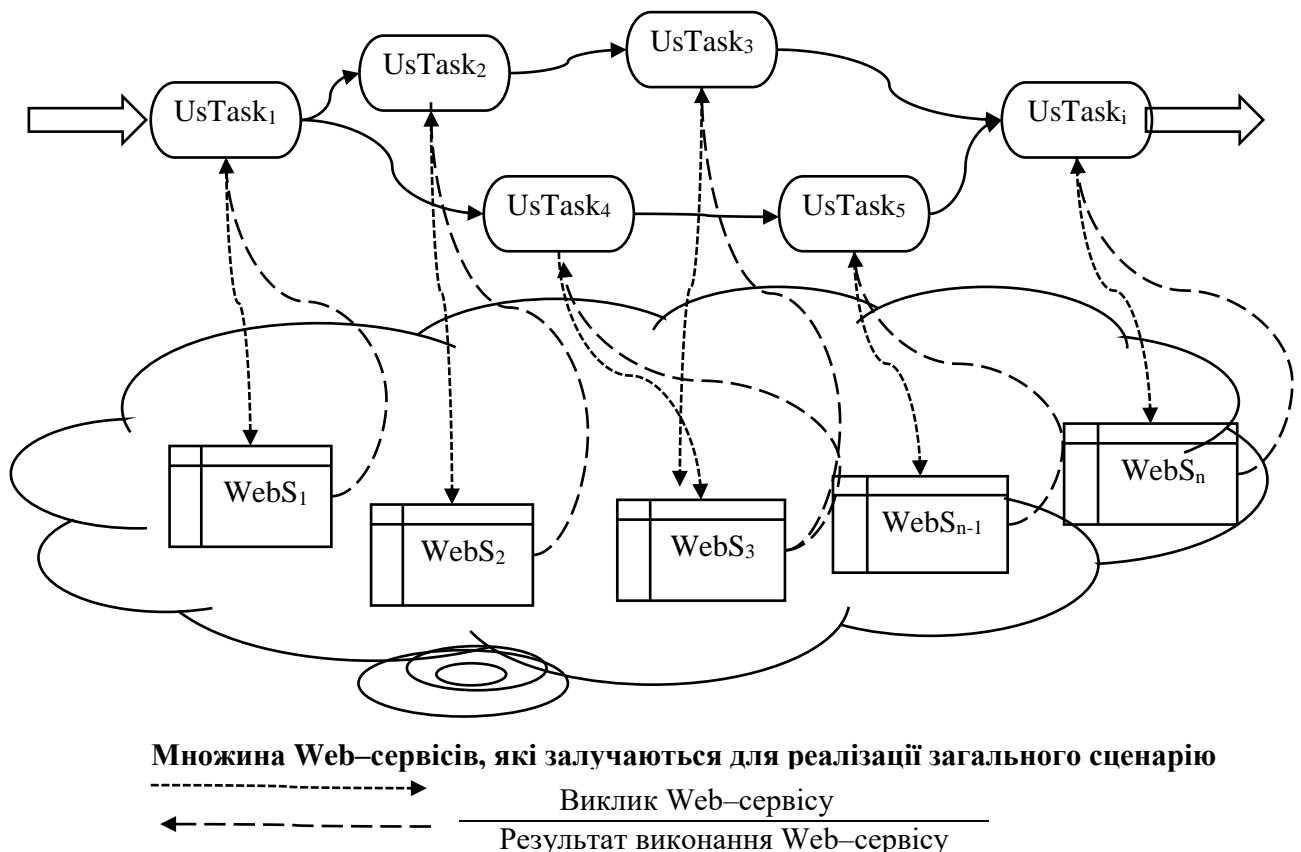 UsTask₃
UsTask₂
UsTask₁
UsTaskᵢ
UsTask₄
UsTask₅
WebS₁
WebS₂
WebS₃
WebSₙ₋₁
WebSₙ
Множина Web–сервісів, які залучаються для реалізації загального сценарію
Виклик Web–сервісу
Результат виконання Web–сервісу